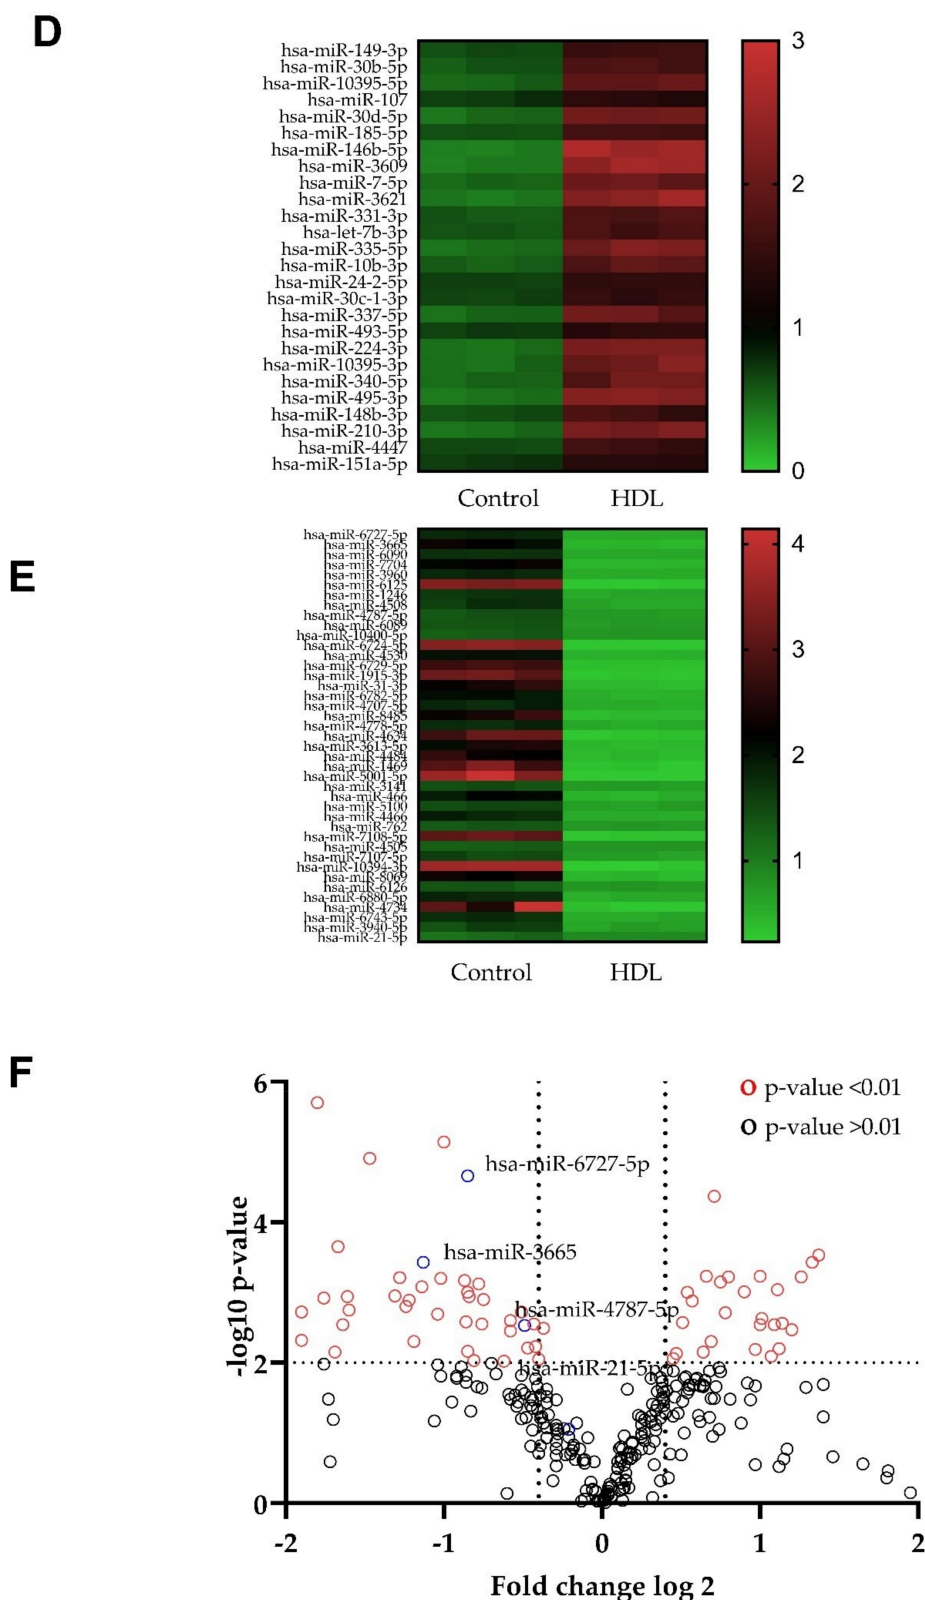 D
hsa-miR-149-3p
hsa-miR-30b-5p
hsa-miR-10395-5p
hsa-miR-107
hsa-miR-30d-5p
hsa-miR-185-5p
hsa-miR-146b-5p
hsa-miR-3609
hsa-miR-7-5p
hsa-miR-3621
hsa-miR-331-3p
hsa-let-7b-3p
hsa-miR-335-5p
hsa-miR-10b-3p
hsa-miR-24-2-5p
hsa-miR-30c-1-3p
hsa-miR-337-5p
hsa-miR-493-5p
hsa-miR-224-3p
hsa-miR-10395-3p
hsa-miR-340-5p
hsa-miR-495-3p
hsa-miR-148b-3p
hsa-miR-210-3p
hsa-miR-4447
hsa-miR-151a-5p
3
2
1
0
Control HDL
E
hsa-miR-6727-5p
hsa-miR-3665
hsa-miR-6090
hsa-miR-7704
hsa-miR-3960
hsa-miR-6125
hsa-miR-1246
hsa-miR-4508
hsa-miR-4787-5p
hsa-miR-6089
hsa-miR-10400-5p
hsa-miR-6724-5p
hsa-miR-4530
hsa-miR-6729-5p
hsa-miR-1915-3p
hsa-miR-31-3p
hsa-miR-6782-5p
hsa-miR-4707-5p
hsa-miR-8485
hsa-miR-4778-5p
hsa-miR-4634
hsa-miR-3613-5p
hsa-miR-4484
hsa-miR-1469
hsa-miR-5001-5p
hsa-miR-3141
hsa-miR-466
hsa-miR-5100
hsa-miR-4466
hsa-miR-762
hsa-miR-7108-5p
hsa-miR-4505
hsa-miR-7107-5p
hsa-miR-10394-3p
hsa-miR-8069
hsa-miR-6126
hsa-miR-6880-5p
hsa-miR-4734
hsa-miR-6743-5p
hsa-miR-3940-5p
hsa-miR-21-5p
4
3
2
1
Control HDL
F
p-value <0.01
p-value >0.01
hsa-miR-6727-5p
hsa-miR-3665
hsa-miR-4787-5p
hsa-miR-21-5p
-log10 p-value
6
4
2
0
-2 -1 0 1 2
Fold change log 2